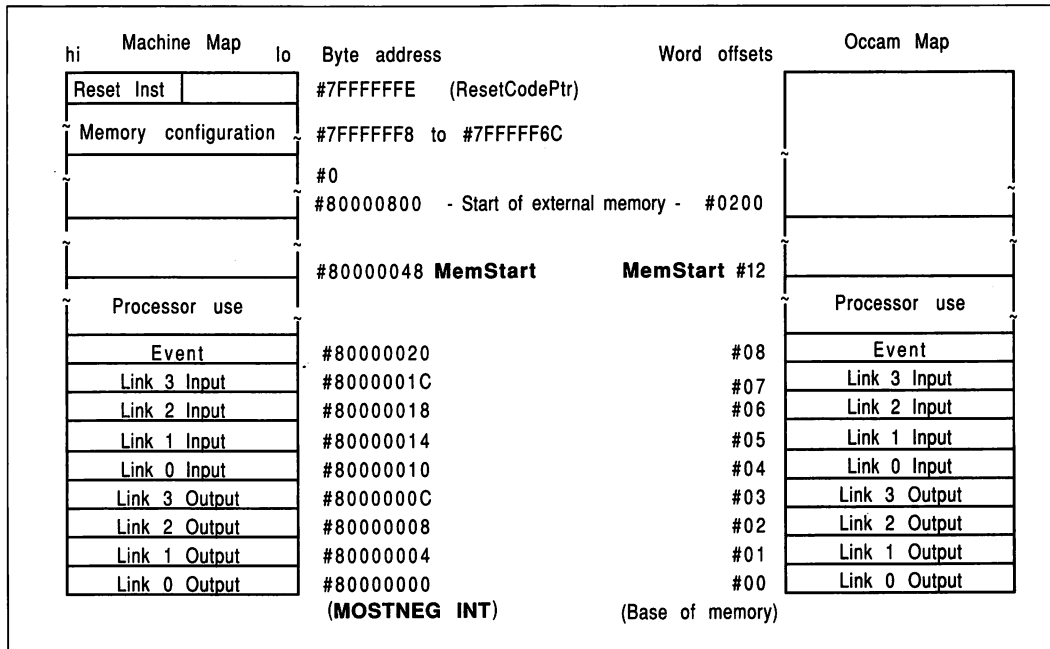 Machine Map Occam Map
hi lo Byte address Word offsets
Reset Inst #7FFFFFFE (ResetCodePtr)
Memory configuration #7FFFFFF8 to #7FFFFF6C
#0
#80000800 - Start of external memory - #0200
#80000048 MemStart MemStart #12
Processor use Processor use
Event #80000020 #08 Event
Link 3 Input #8000001C #07 Link 3 Input
Link 2 Input #80000018 #06 Link 2 Input
Link 1 Input #80000014 #05 Link 1 Input
Link 0 Input #80000010 #04 Link 0 Input
Link 3 Output #8000000C #03 Link 3 Output
Link 2 Output #80000008 #02 Link 2 Output
Link 1 Output #80000004 #01 Link 1 Output
Link 0 Output #80000000 #00 Link 0 Output
(MOSTNEG INT) (Base of memory)